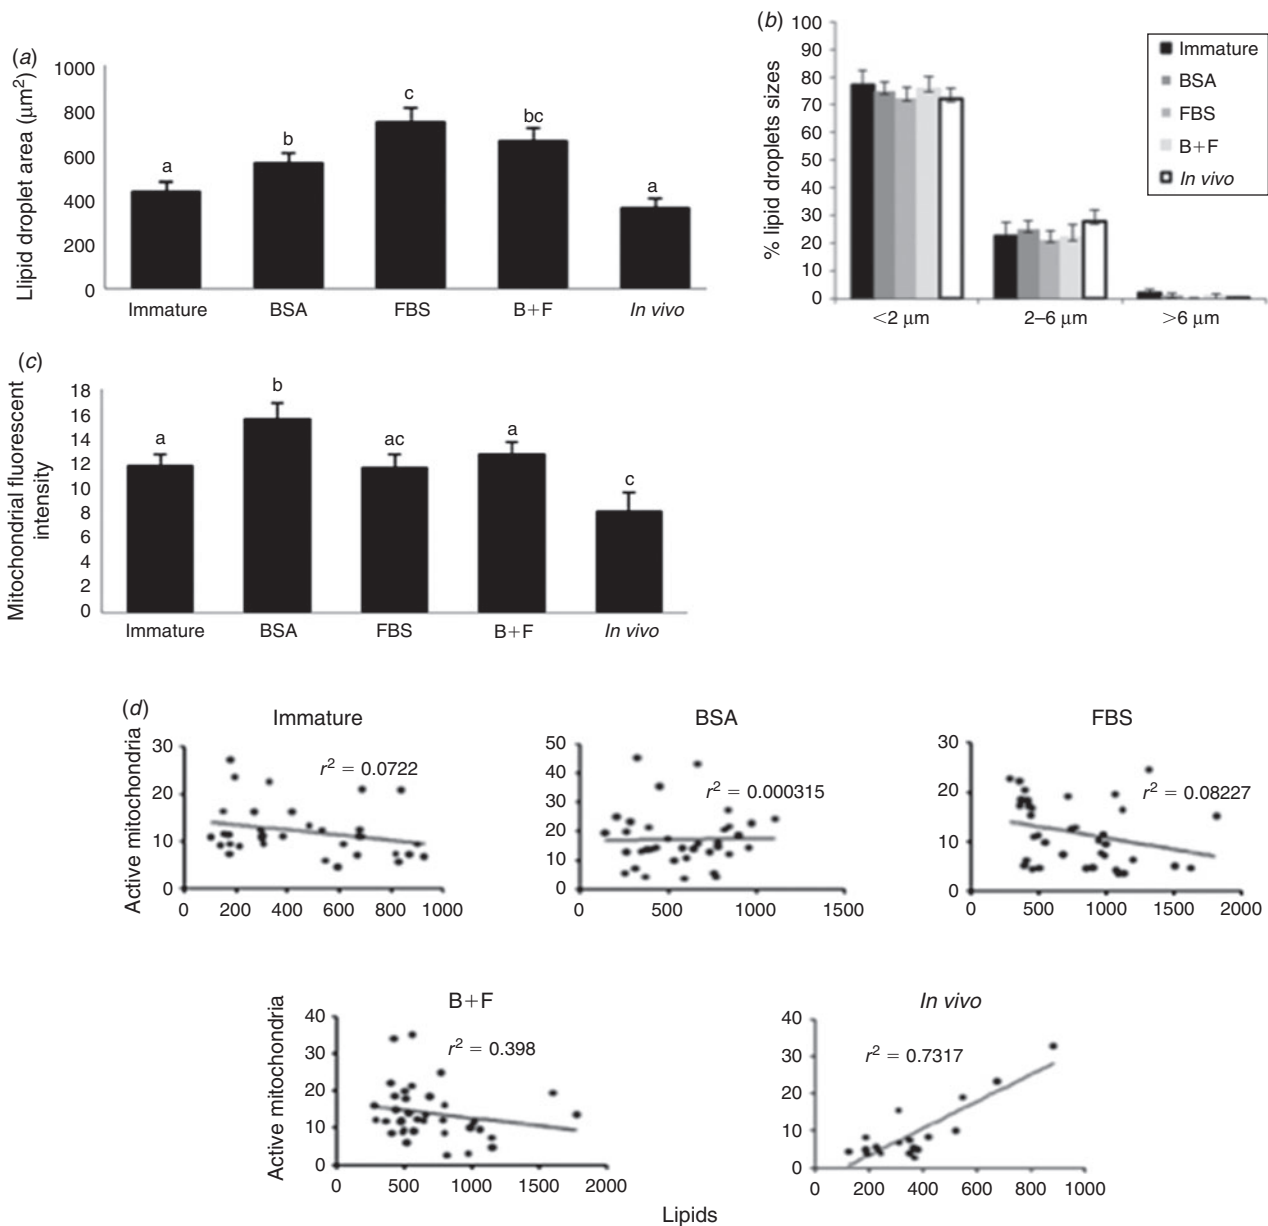 (a)
Llipid droplet area (μm²)
1000
800
600
400
200
0
a
b
c
bc
a
Immature BSA FBS B+F In vivo
(b)
% lipid droplets sizes
100
90
80
70
60
50
40
30
20
10
0
<2 μm 2–6 μm >6 μm
Immature
BSA
FBS
B+F
In vivo
(c)
Mitochondrial fluorescent
intensity
18
16
14
12
10
8
6
4
2
0
a
b
ac
a
c
Immature BSA FBS B+F In vivo
(d)
Immature
Active mitochondria
30
20
10
0
r² = 0.0722
0 200 400 600 800 1000
BSA
50
40
30
20
10
0
r² = 0.000315
0 500 1000 1500
FBS
30
20
10
0
r² = 0.08227
0 500 1000 1500 2000
B+F
Active mitochondria
40
30
20
10
0
r² = 0.398
0 500 1000 1500 2000
In vivo
40
30
20
10
0
r² = 0.7317
0 200 400 600 800 1000
Lipids